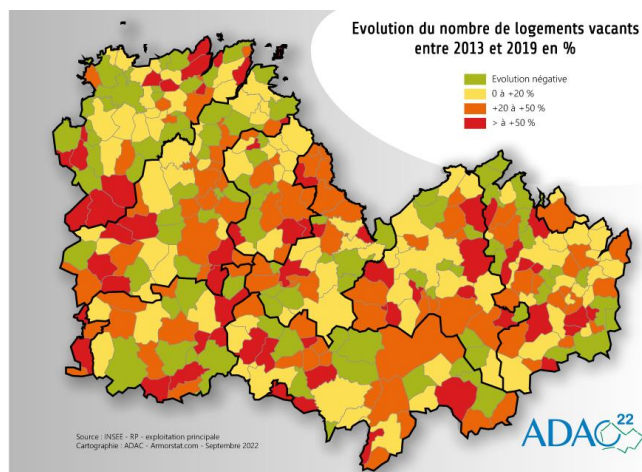 Evolution du nombre de logements vacants
entre 2013 et 2019 en %
Evolution négative
0 à +20 %
+20 à +50 %
> à +50 %
Source : INSEE - RP - exploitation principale
Cartographie : ADAC - Armorstat.com - Septembre 2022
ADAC 22